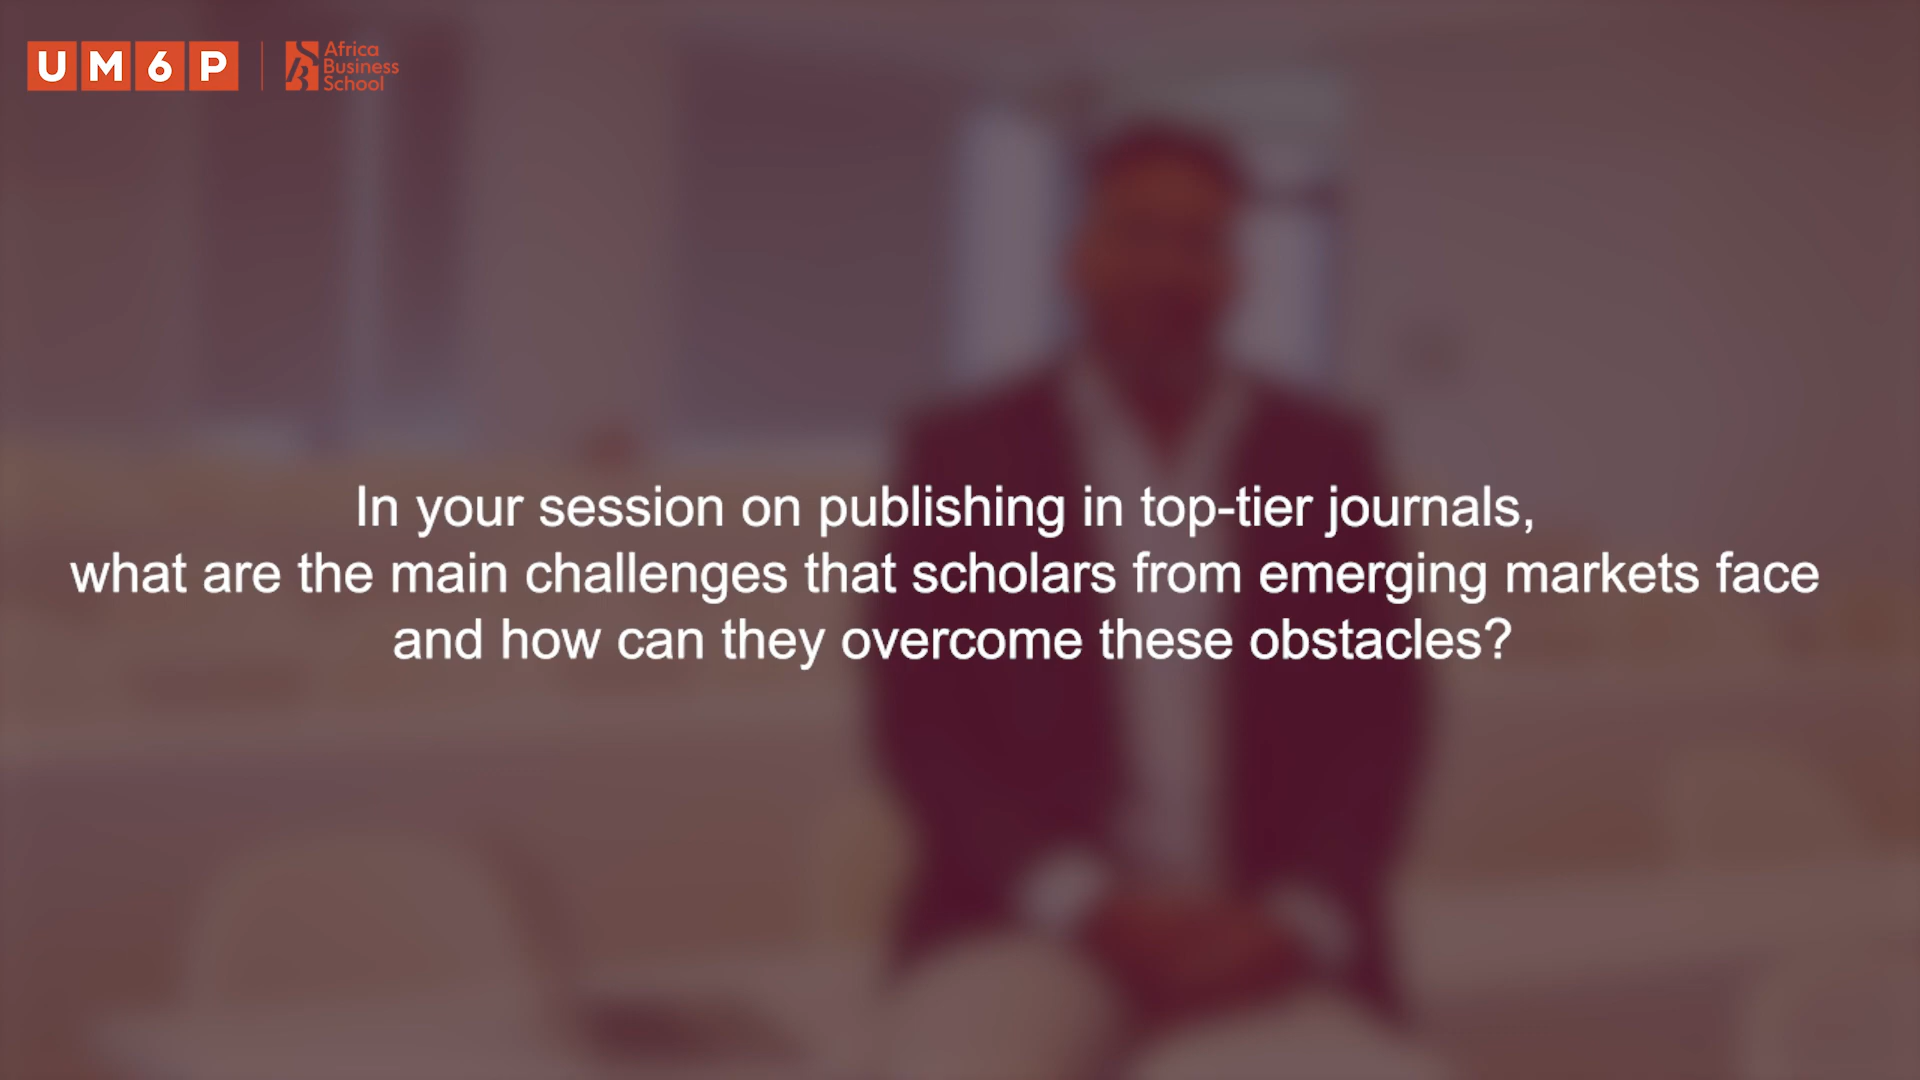 UM6P
Africa
Business
School
In your session on publishing in top-tier journals,
what are the main challenges that scholars from emerging markets face
and how can they overcome these obstacles?